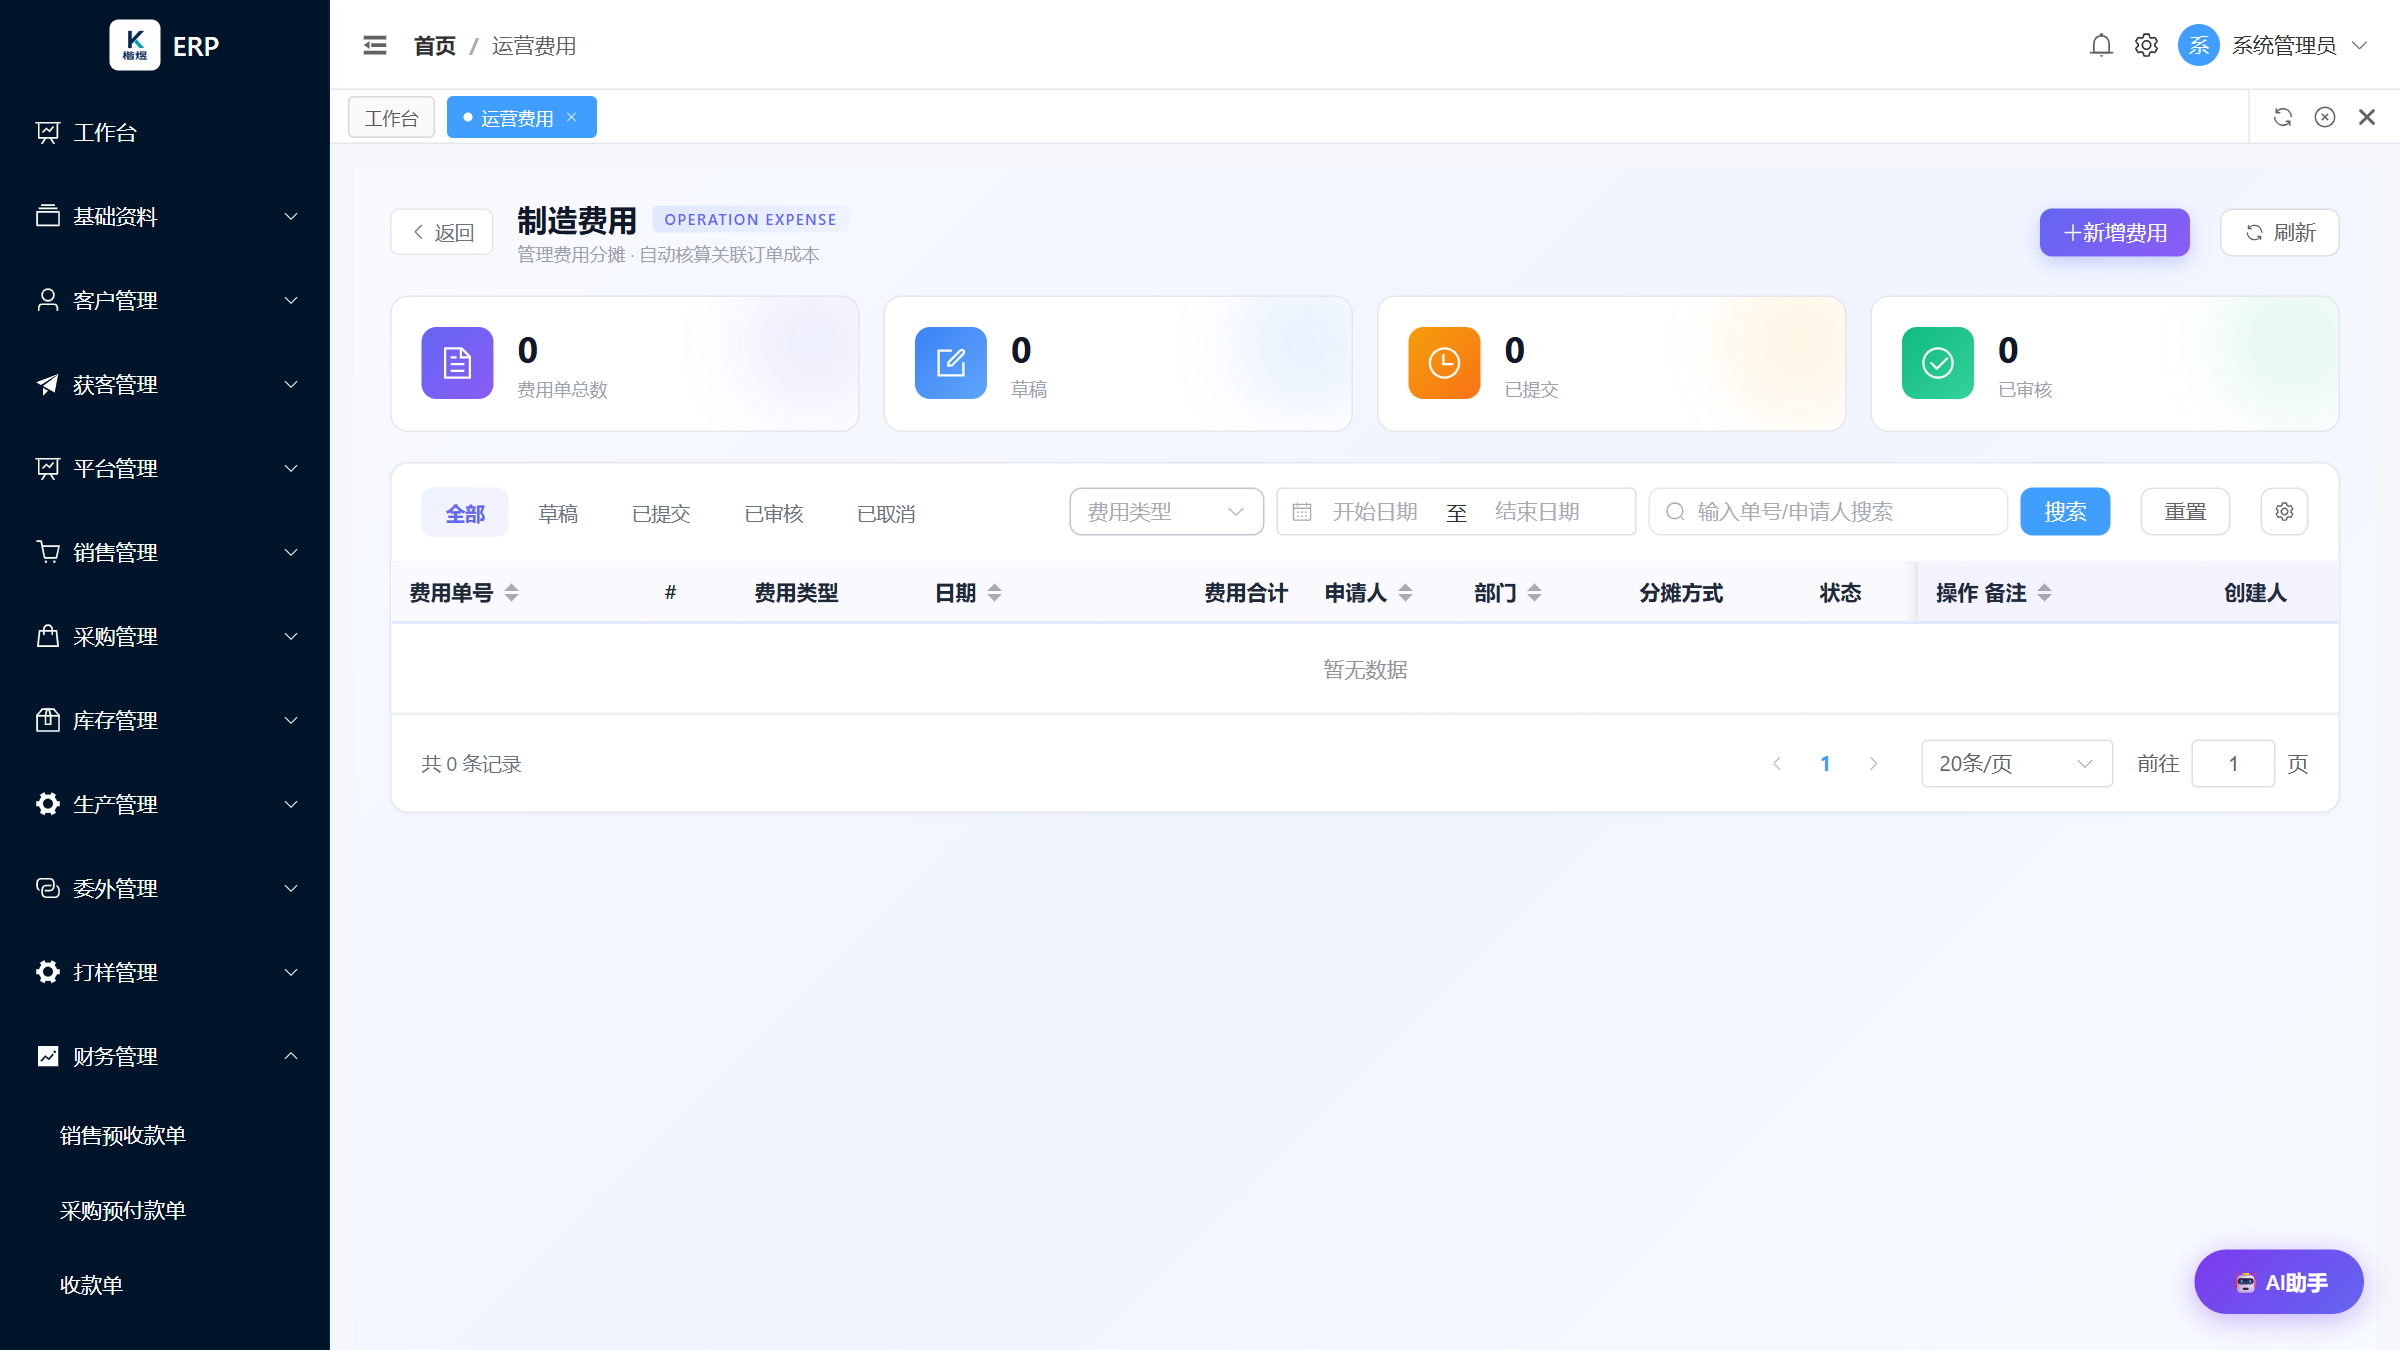 K
楷煜
ERP
工作台
基础资料
客户管理
获客管理
平台管理
销售管理
采购管理
库存管理
生产管理
委外管理
打样管理
财务管理
销售预收款单
采购预付款单
收款单
首页 / 运营费用
系 系统管理员
工作台 运营费用
返回 制造费用 OPERATION EXPENSE
管理费用分摊 · 自动核算关联订单成本
新增费用 刷新
0
费用单总数
0
草稿
0
已提交
0
已审核
全部 草稿 已提交 已审核 已取消 费用类型 开始日期 至 结束日期 输入单号/申请人搜索 搜索 重置
费用单号 # 费用类型 日期 费用合计 申请人 部门 分摊方式 状态 操作 备注 创建人
暂无数据
共 0 条记录 1 20条/页 前往 1 页
AI助手